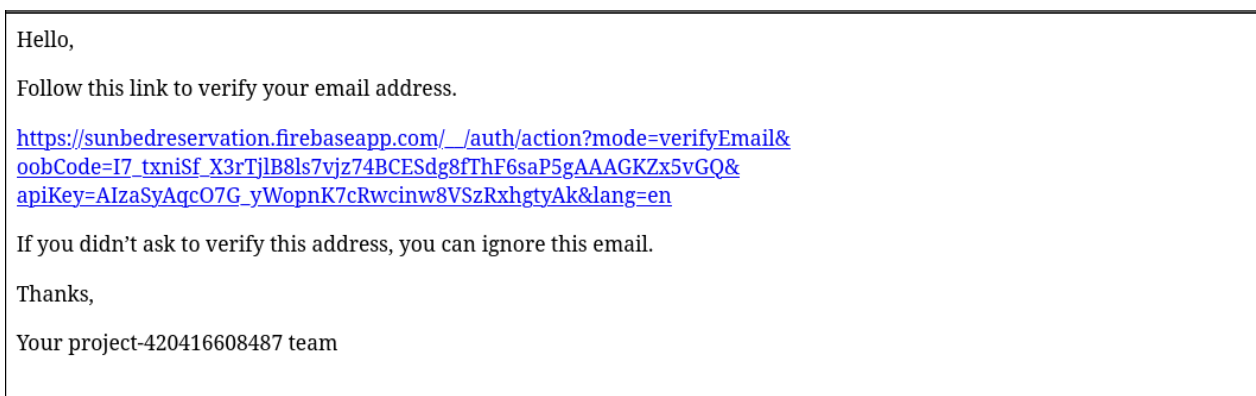 Hello,
Follow this link to verify your email address.
https://sunbedreservation.firebaseapp.com/__/auth/action?mode=verifyEmail&
oobCode=I7_txniSf_X3rTjlB8ls7vjz74BCESdg8fThF6saP5gAAAGKZx5vGQ&
apiKey=AIzaSyAqcO7G_yWopnK7cRwcinw8VSzRxhgtyAk&lang=en
If you didn’t ask to verify this address, you can ignore this email.
Thanks,
Your project-420416608487 team